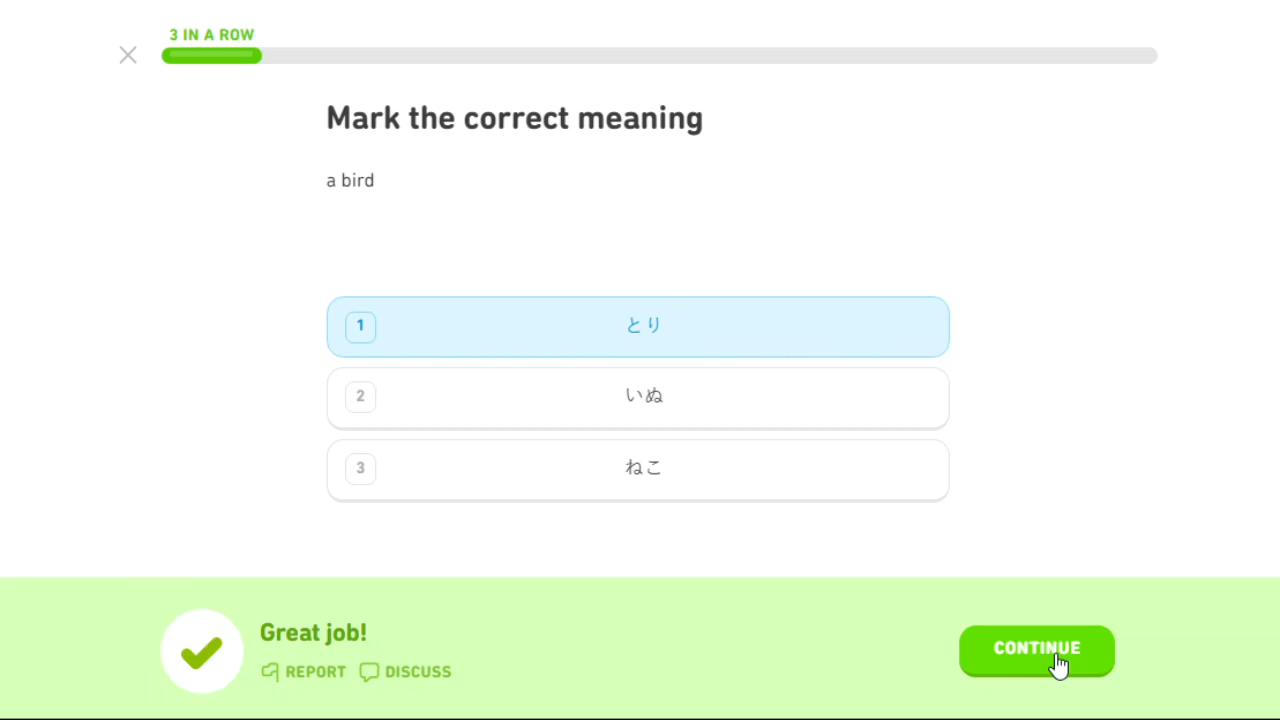 3 IN A ROW
Mark the correct meaning
a bird
1 とり
2 いぬ
3 ねこ
Great job!
REPORT DISCUSS
CONTINUE